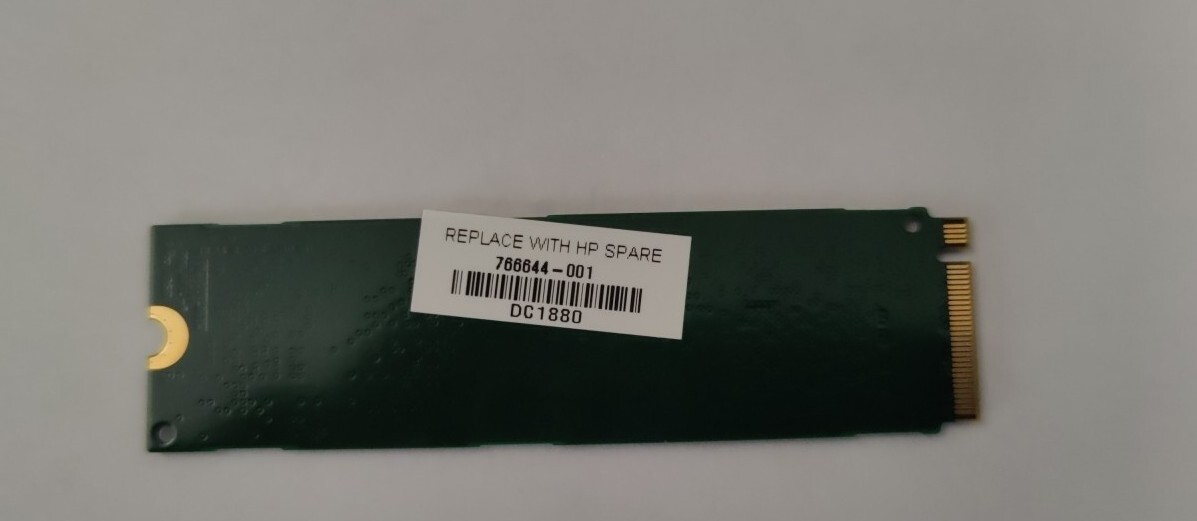 REPLACE WITH HP SPARE
766644-001
DC1880